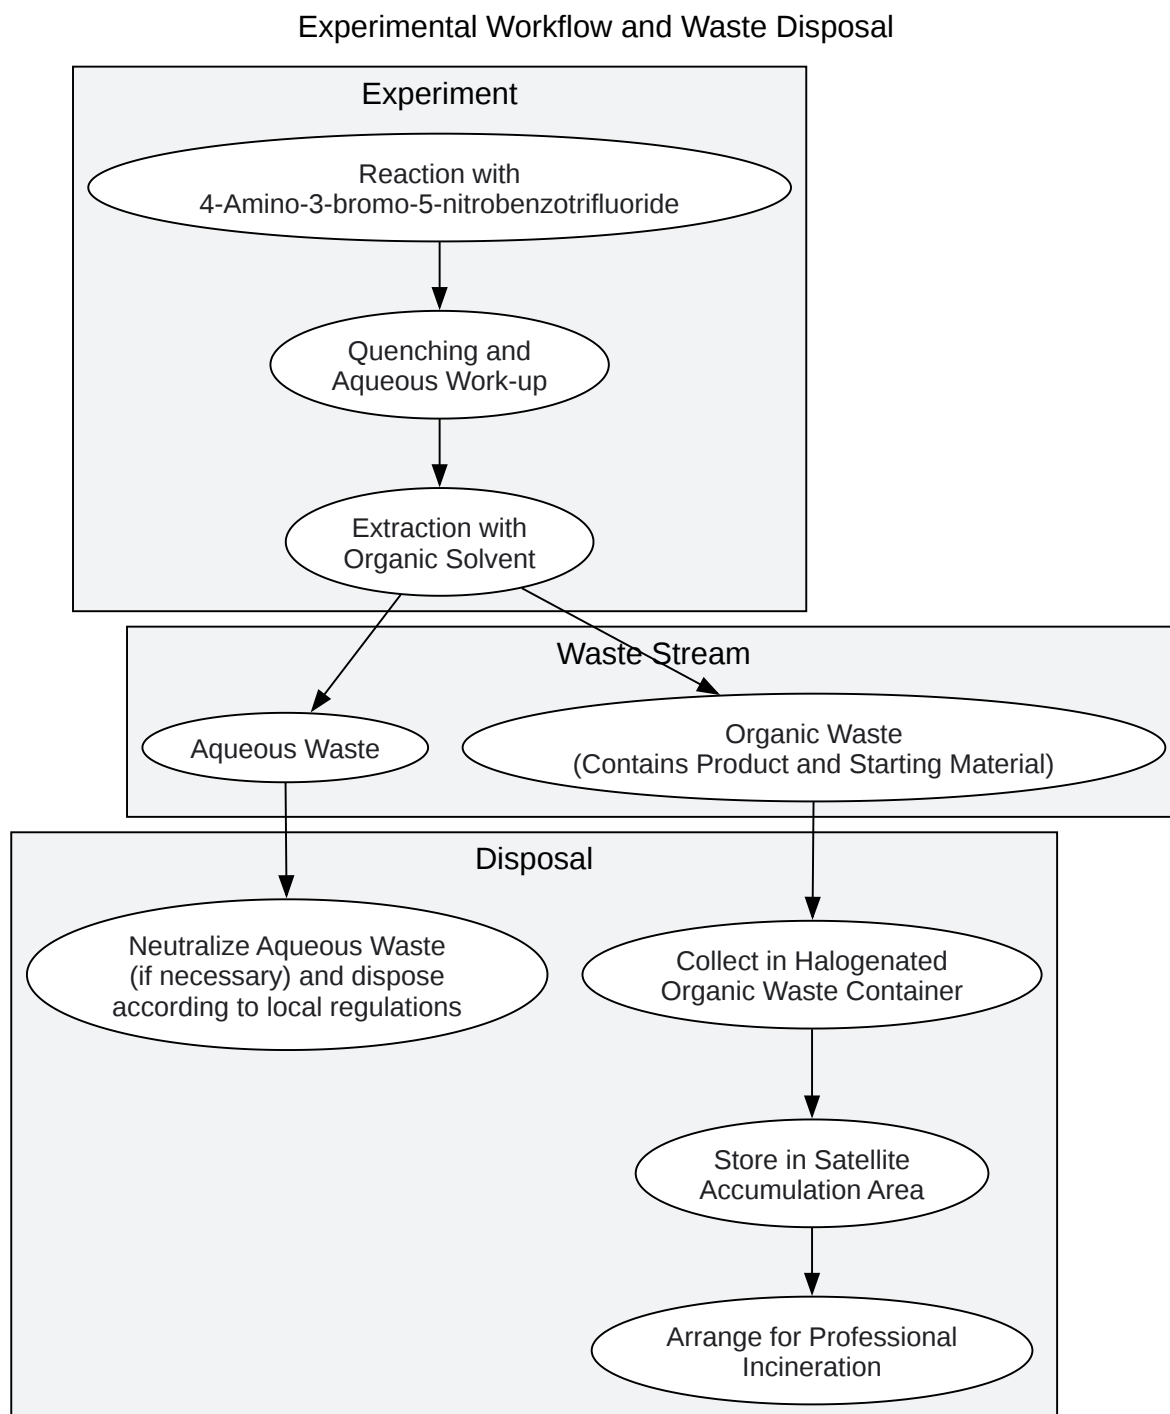 Experimental Workflow and Waste Disposal
Experiment
Reaction with
4-Amino-3-bromo-5-nitrobenzotrifluoride
Quenching and
Aqueous Work-up
Extraction with
Organic Solvent
Waste Stream
Aqueous Waste
Organic Waste
(Contains Product and Starting Material)
Disposal
Neutralize Aqueous Waste
(if necessary) and dispose
according to local regulations
Collect in Halogenated
Organic Waste Container
Store in Satellite
Accumulation Area
Arrange for Professional
Incineration